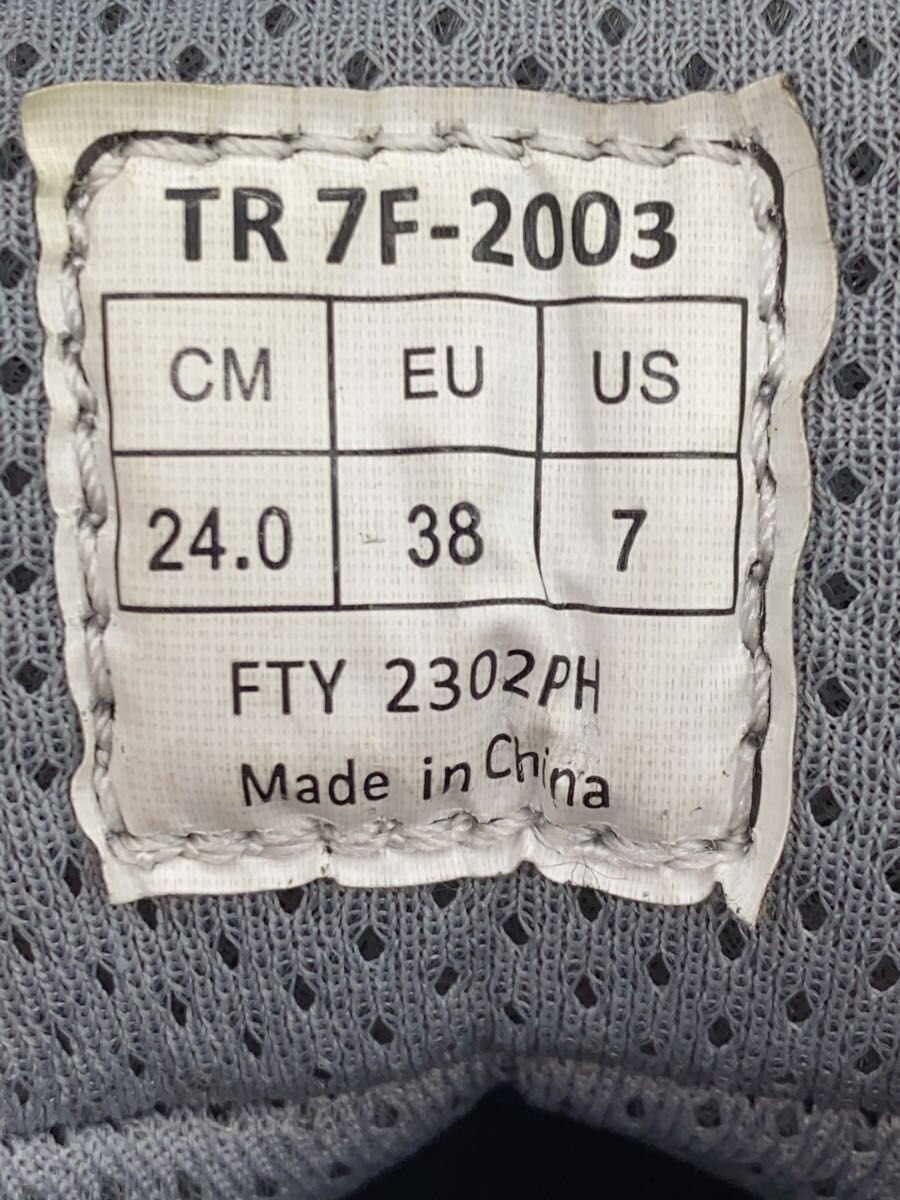 TR 7F-2003
CM EU US
24.0 38 7
FTY 2302PH
Made in China